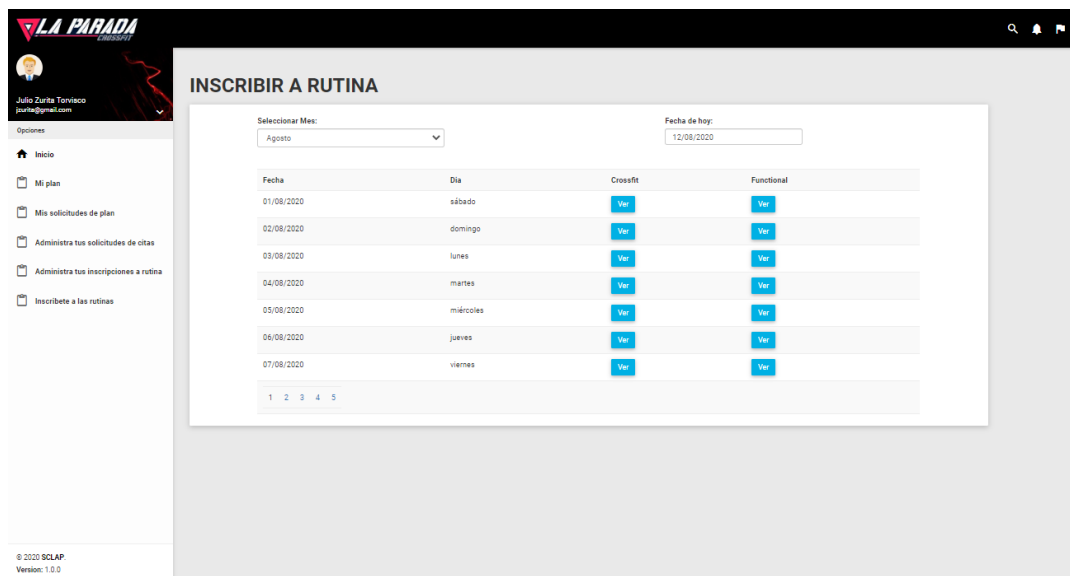 LA PARADA
CROSSFIT
Julio Zurita Torvisco
jzurita@gmail.com
Opciones
Inicio
Mi plan
Mis solicitudes de plan
Administra tus solicitudes de citas
Administra tus inscripciones a rutina
Inscribete a las rutinas
© 2020 SCLAP.
Version: 1.0.0
INSCRIBIR A RUTINA
Seleccionar Mes: Fecha de hoy:
Agosto 12/08/2020
Fecha Dia Crossfit Functional
01/08/2020 sábado Ver Ver
02/08/2020 domingo Ver Ver
03/08/2020 lunes Ver Ver
04/08/2020 martes Ver Ver
05/08/2020 miércoles Ver Ver
06/08/2020 jueves Ver Ver
07/08/2020 viernes Ver Ver
1 2 3 4 5